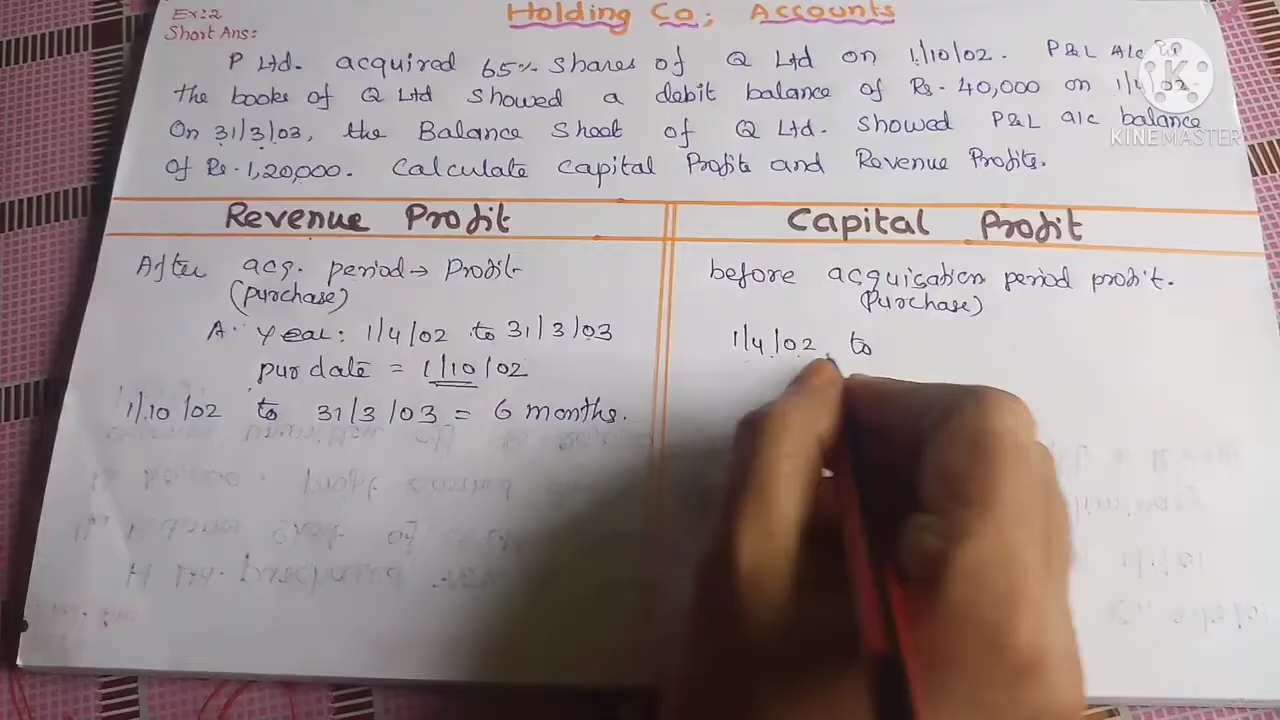 Ex:2
Holding Co; Accounts
Short Ans:
P Ltd. acquired 65% shares of Q Ltd on 1/10/02. P&L A/c in
the books of Q Ltd showed a debit balance of Rs. 40,000 on 1/4/02.
On 31/3/03, the Balance Sheet of Q Ltd. showed P&L a/c balance
of Rs. 1,20,000. Calculate Capital Profits and Revenue Profits.
KINEMASTER
Revenue Profit
After acq. period → Profit
(purchase)
A. year: 1/4/02 to 31/3/03
pur date = 1/10/02
1/10/02 to 31/3/03 = 6 months.
Capital Profit
before acquisation period profit.
(purchase)
1/4/02 to